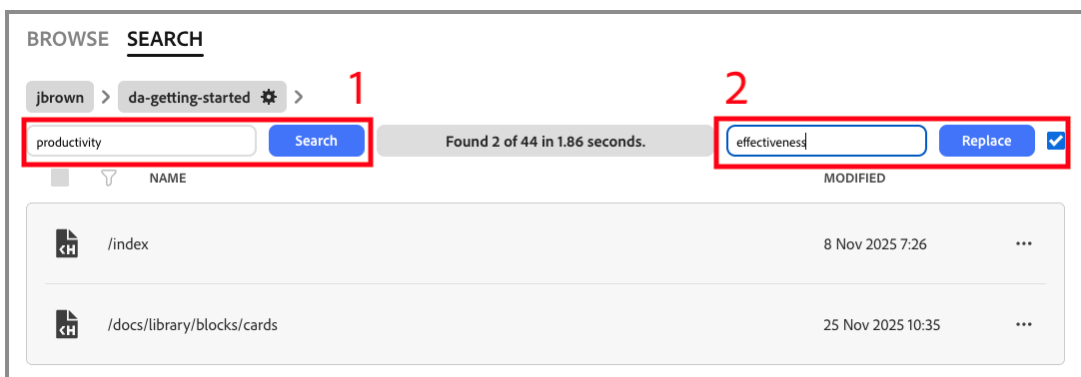 BROWSE SEARCH
jbrown > da-getting-started > 1 2
productivity Search Found 2 of 44 in 1.86 seconds. effectiveness Replace
NAME MODIFIED
<H /index 8 Nov 2025 7:26 ...
<H /docs/library/blocks/cards 25 Nov 2025 10:35 ...